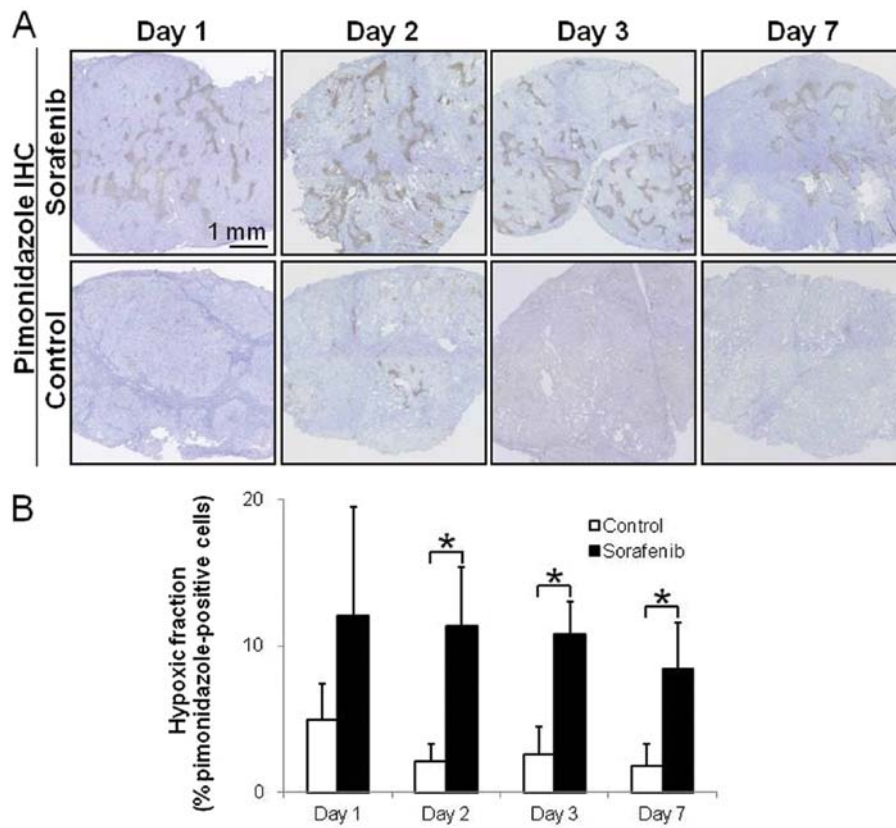 A
Day 1 Day 2 Day 3 Day 7
Pimonidazole IHC
Sorafenib
1 mm
Control
B
Hypoxic fraction
(% pimonidazole-positive cells)
20
10
0
Control
Sorafenib
*
*
*
Day 1 Day 2 Day 3 Day 7